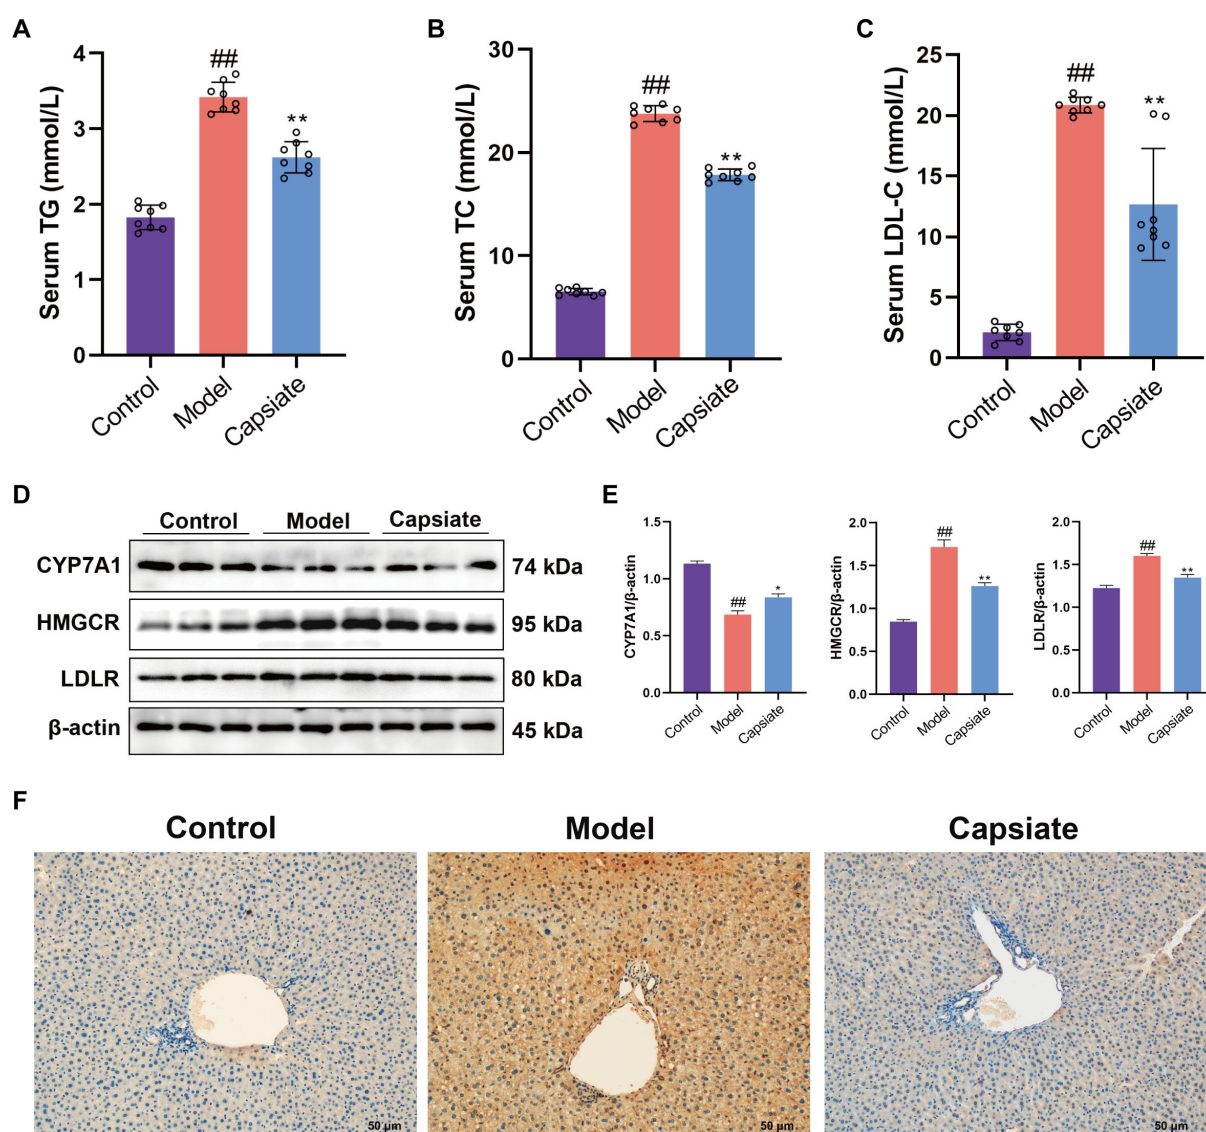 A
Serum TG (mmol/L)
4
3
2
1
0
##
**
Control
Model
Capsiate
B
Serum TC (mmol/L)
30
20
10
0
##
**
Control
Model
Capsiate
C
Serum LDL-C (mmol/L)
25
20
15
10
5
0
##
**
Control
Model
Capsiate
D
Control Model Capsiate
CYP7A1 74 kDa
HMGCR 95 kDa
LDLR 80 kDa
β-actin 45 kDa
E
CYP7A1/β-actin
1.5
1.0
0.5
0.0
##
*
Control
Model
Capsiate
HMGCR/β-actin
2.0
1.5
1.0
0.5
0.0
##
**
Control
Model
Capsiate
LDLR/β-actin
2.0
1.5
1.0
0.5
0.0
##
**
Control
Model
Capsiate
F
Control Model Capsiate
50 µm 50 µm 50 µm